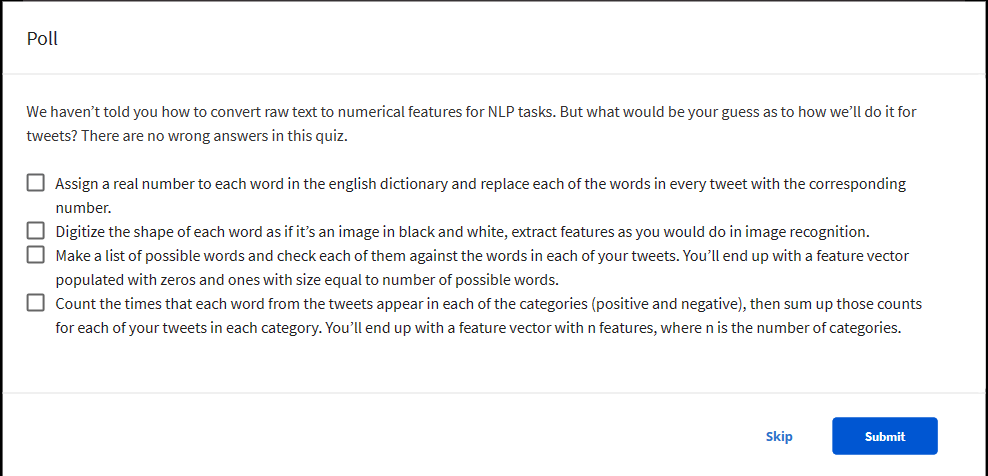 Poll
We haven’t told you how to convert raw text to numerical features for NLP tasks. But what would be your guess as to how we’ll do it for
tweets? There are no wrong answers in this quiz.
Assign a real number to each word in the english dictionary and replace each of the words in every tweet with the corresponding
number.
Digitize the shape of each word as if it’s an image in black and white, extract features as you would do in image recognition.
Make a list of possible words and check each of them against the words in each of your tweets. You’ll end up with a feature vector
populated with zeros and ones with size equal to number of possible words.
Count the times that each word from the tweets appear in each of the categories (positive and negative), then sum up those counts
for each of your tweets in each category. You’ll end up with a feature vector with n features, where n is the number of categories.
Skip Submit